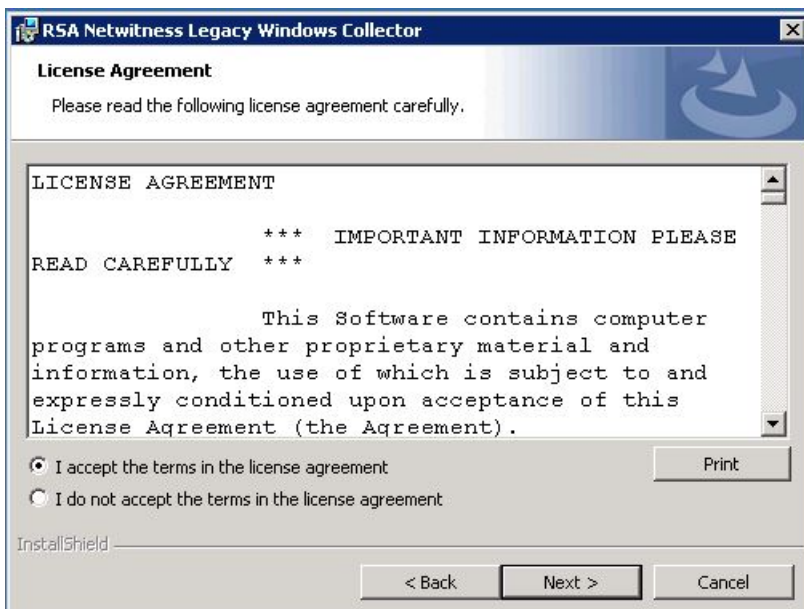 RSA Netwitness Legacy Windows Collector
License Agreement
Please read the following license agreement carefully.
LICENSE AGREEMENT
*** IMPORTANT INFORMATION PLEASE
READ CAREFULLY ***
This Software contains computer
programs and other proprietary material and
information, the use of which is subject to and
expressly conditioned upon acceptance of this
License Agreement (the Agreement).
I accept the terms in the license agreement
Print
I do not accept the terms in the license agreement
InstallShield
< Back
Next >
Cancel